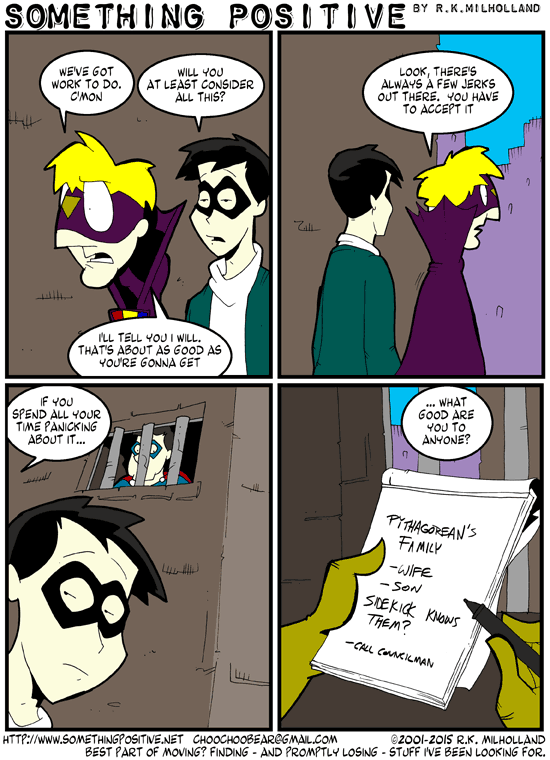 SOMETHING POSITIVE BY R.K.MILHOLLAND
WE'VE GOT
WORK TO DO.
C'MON
WILL YOU
AT LEAST CONSIDER
ALL THIS?
I'LL TELL YOU I WILL.
THAT'S ABOUT AS GOOD AS
YOU'RE GONNA GET
LOOK, THERE'S
ALWAYS A FEW JERKS
OUT THERE. YOU HAVE
TO ACCEPT IT
IF YOU
SPEND ALL YOUR
TIME PANICKING
ABOUT IT...
... WHAT
GOOD ARE
YOU TO
ANYONE?
PYTHAGOREAN'S
FAMILY
-WIFE
-SON
SIDEKICK KNOWS
THEM?
-CALL COUNCILMAN
HTTP://WWW.SOMETHINGPOSITIVE.NET CHOOCHOOBEAR@GMAIL.COM ©2001-2015 R.K. MILHOLLAND
BEST PART OF MOVING? FINDING - AND PROMPTLY LOSING - STUFF I'VE BEEN LOOKING FOR.